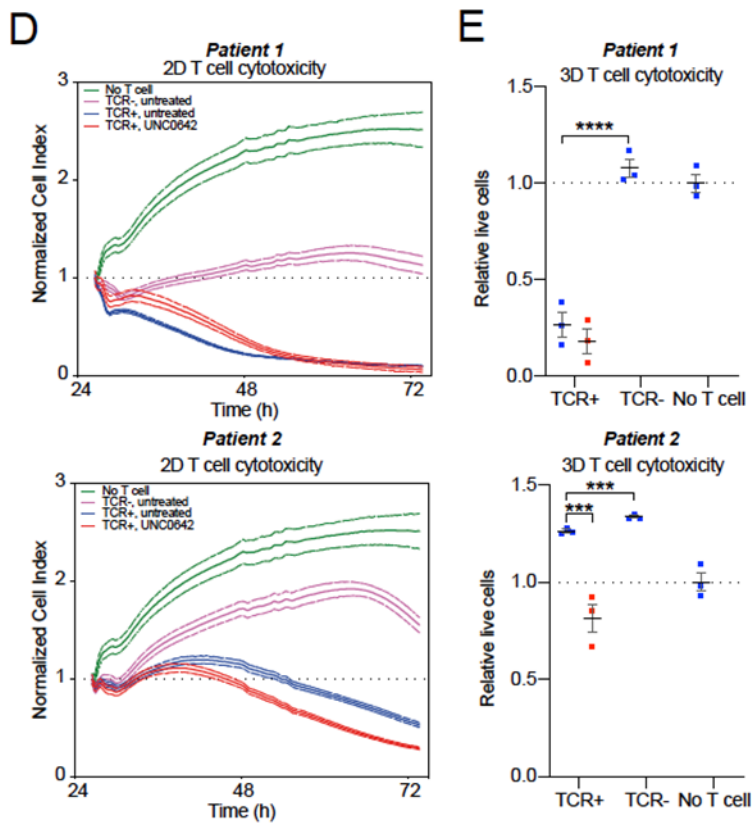 D
Patient 1
2D T cell cytotoxicity
Normalized Cell Index
3
2
1
0
No T cell
TCR-, untreated
TCR+, untreated
TCR+, UNC0642
24
48
72
Time (h)
E
Patient 1
3D T cell cytotoxicity
Relative live cells
1.5
1.0
0.5
0.0
****
TCR+
TCR-
No T cell
Patient 2
2D T cell cytotoxicity
Normalized Cell Index
3
2
1
0
No T cell
TCR-, untreated
TCR+, untreated
TCR+, UNC0642
24
48
72
Time (h)
Patient 2
3D T cell cytotoxicity
Relative live cells
1.5
1.0
0.5
0.0
***
***
TCR+
TCR-
No T cell